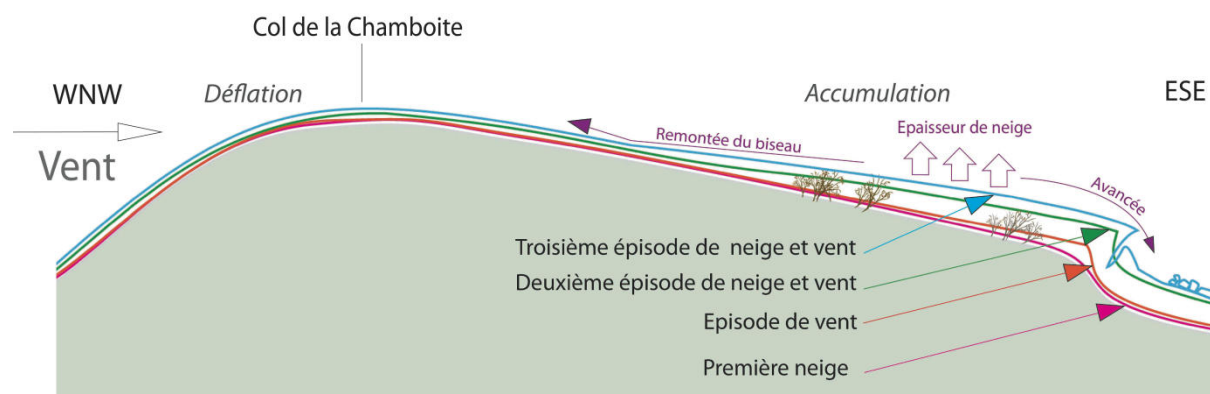 Col de la Chamboite
WNW
Déflation
Accumulation
ESE
Vent
Remontée du biseau
Epaisseur de neige
Avancée
Troisième épisode de neige et vent
Deuxième épisode de neige et vent
Episode de vent
Première neige